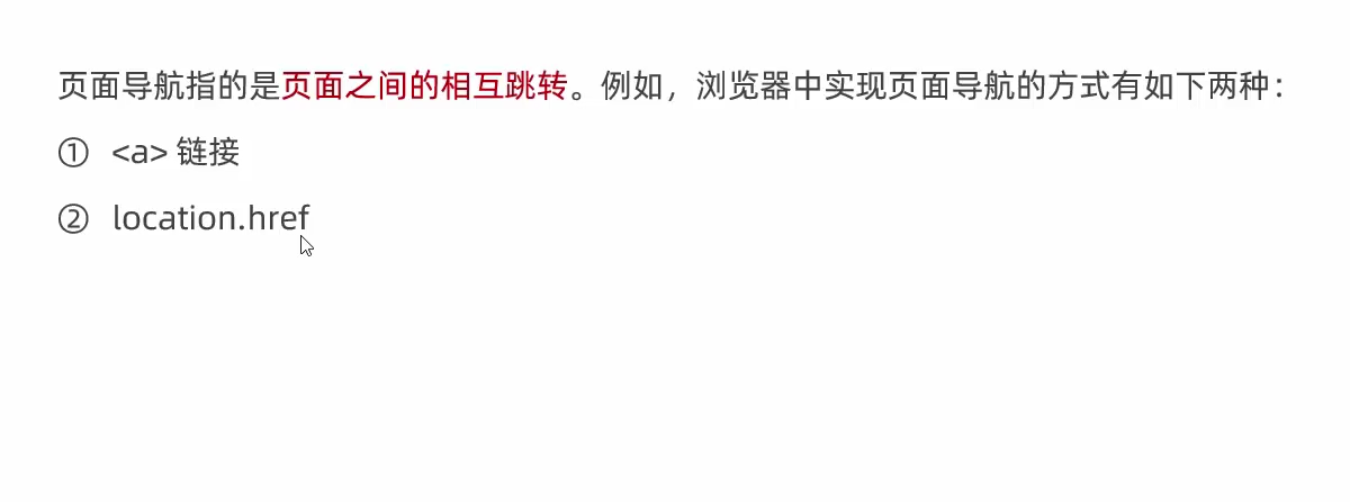 页面导航指的是页面之间的相互跳转。例如，浏览器中实现页面导航的方式有如下两种：
① <a> 链接
② location.href